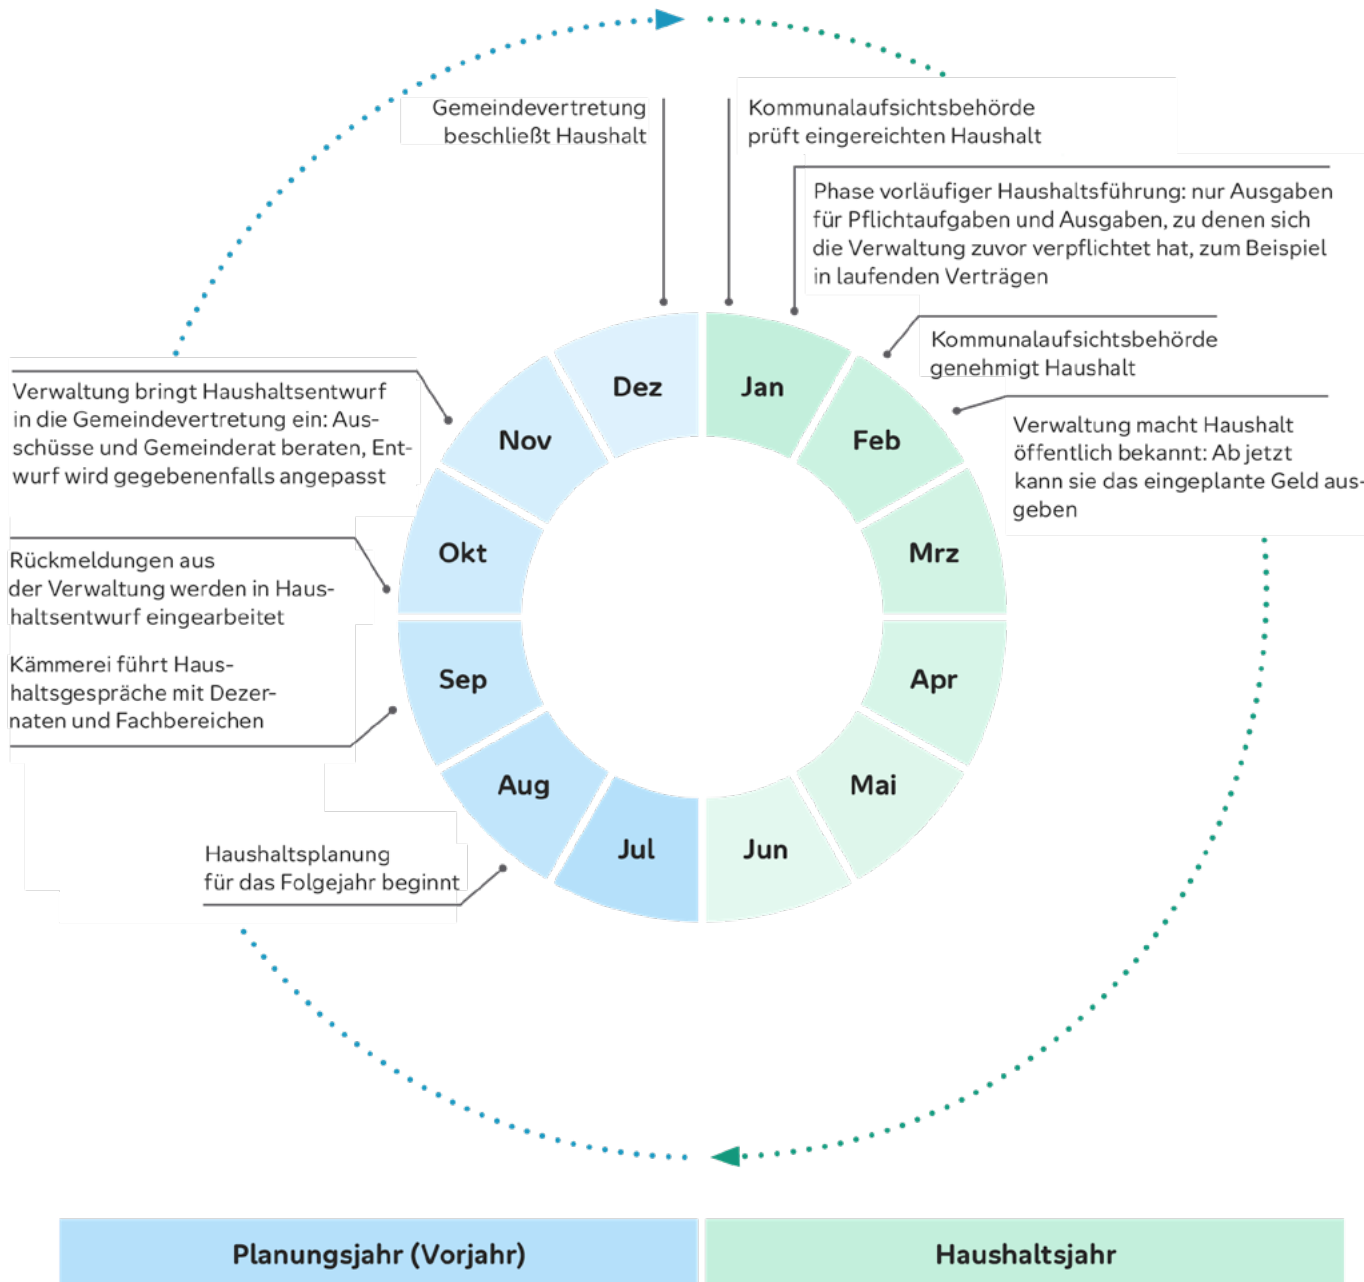 Gemeindevertretung
beschließt Haushalt
Kommunalaufsichtsbehörde
prüft eingereichten Haushalt
Phase vorläufiger Haushaltsführung: nur Ausgaben
für Pflichtaufgaben und Ausgaben, zu denen sich
die Verwaltung zuvor verpflichtet hat, zum Beispiel
in laufenden Verträgen
Kommunalaufsichtsbehörde
genehmigt Haushalt
Verwaltung macht Haushalt
öffentlich bekannt: Ab jetzt
kann sie das eingeplante Geld aus-
geben
Verwaltung bringt Haushaltsentwurf
in die Gemeindevertretung ein: Aus-
schüsse und Gemeinderat beraten, Ent-
wurf wird gegebenenfalls angepasst
Rückmeldungen aus
der Verwaltung werden in Haus-
haltsentwurf eingearbeitet
Kämmerei führt Haus-
haltsgespräche mit Dezer-
naten und Fachbereichen
Haushaltsplanung
für das Folgejahr beginnt
Jan
Feb
Mrz
Apr
Mai
Jun
Jul
Aug
Sep
Okt
Nov
Dez
Planungsjahr (Vorjahr)
Haushaltsjahr